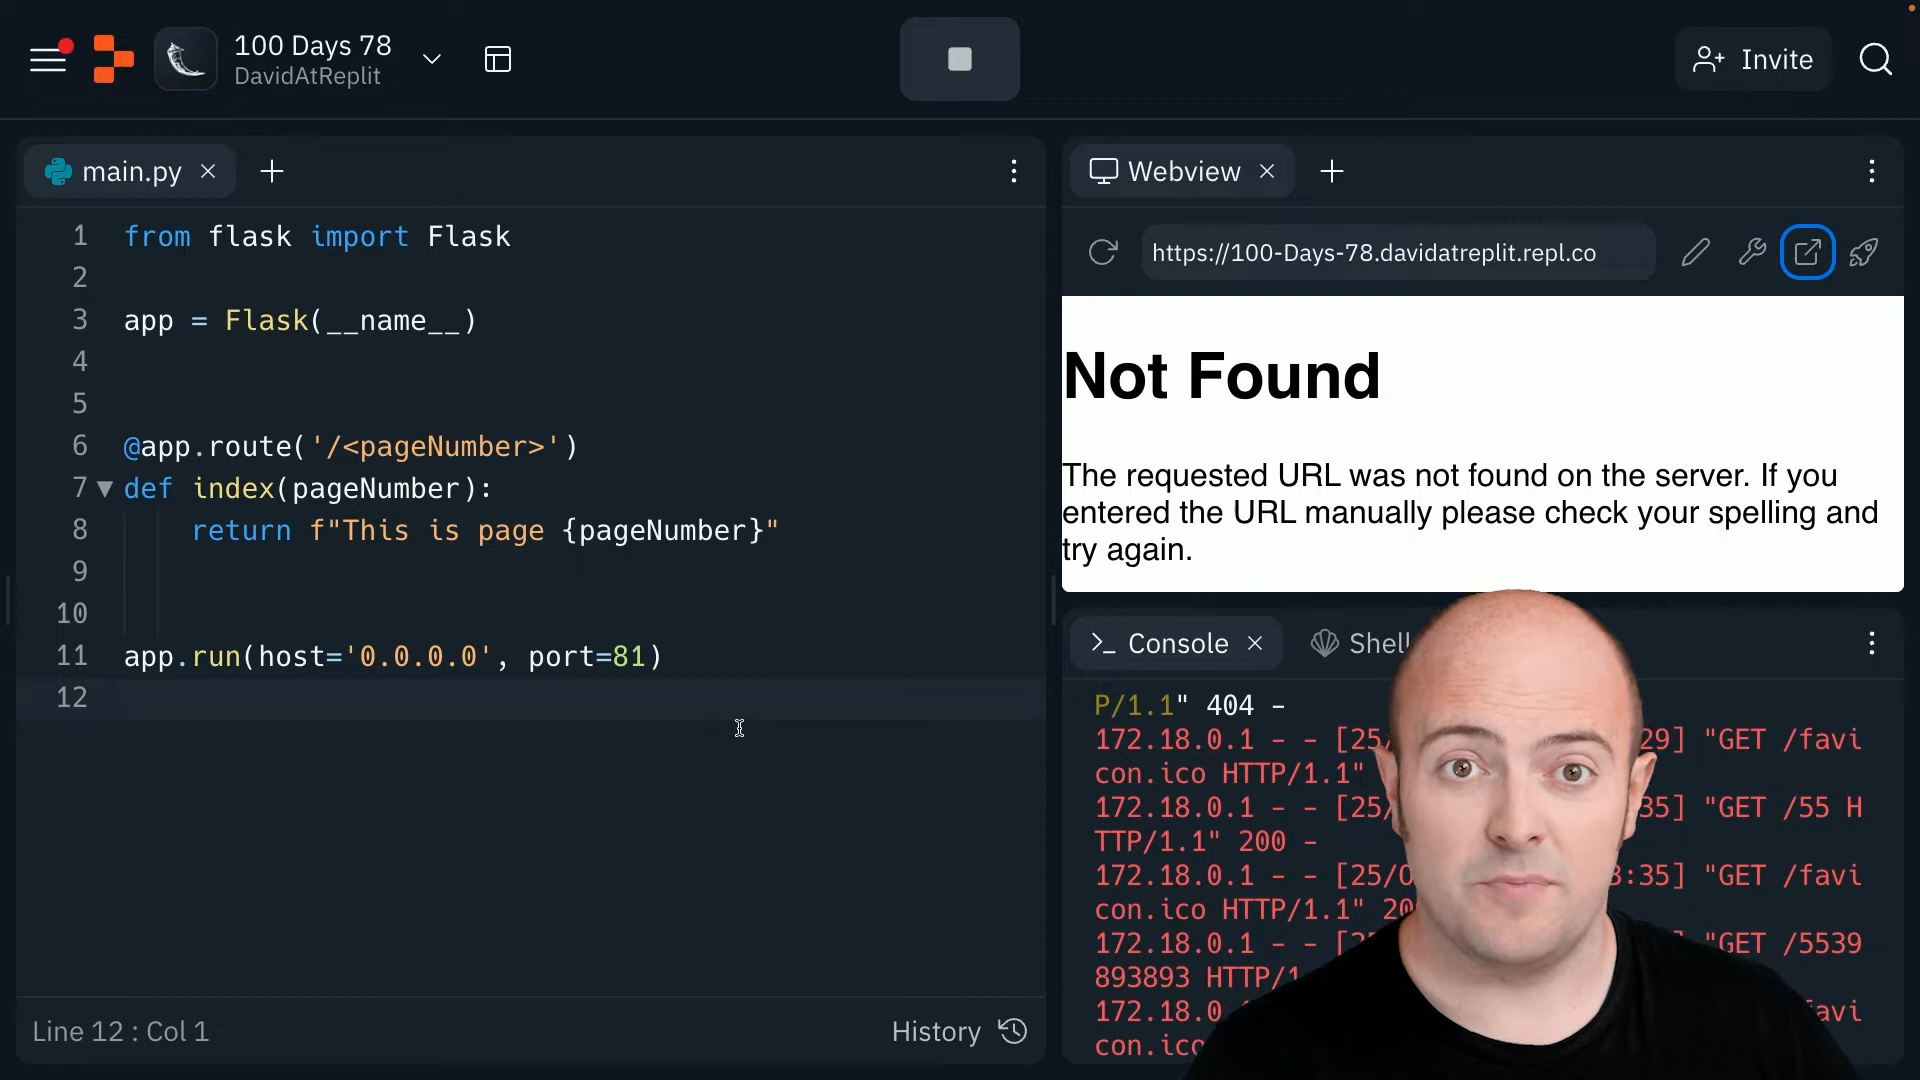 100 Days 78
DavidAtReplit
Invite
main.py
1 from flask import Flask
2
3 app = Flask(__name__)
4
5
6 @app.route('/<pageNumber>')
7 def index(pageNumber):
8 return f"This is page {pageNumber}"
9
10
11 app.run(host='0.0.0.0', port=81)
12
Line 12 : Col 1
History
Webview
https://100-Days-78.davidatreplit.repl.co
Not Found
The requested URL was not found on the server. If you
entered the URL manually please check your spelling and
try again.
Console
Shell
P/1.1" 404 -
172.18.0.1 - - [25/ 29] "GET /favi
con.ico HTTP/1.1"
172.18.0.1 - - [25/ 35] "GET /55 H
TTP/1.1" 200 -
172.18.0.1 - - [25/O 3:35] "GET /favi
con.ico HTTP/1.1" 20
172.18.0.1 - - [2 "GET /5539
893893 HTTP/1
172.18.0 avi
con.ico